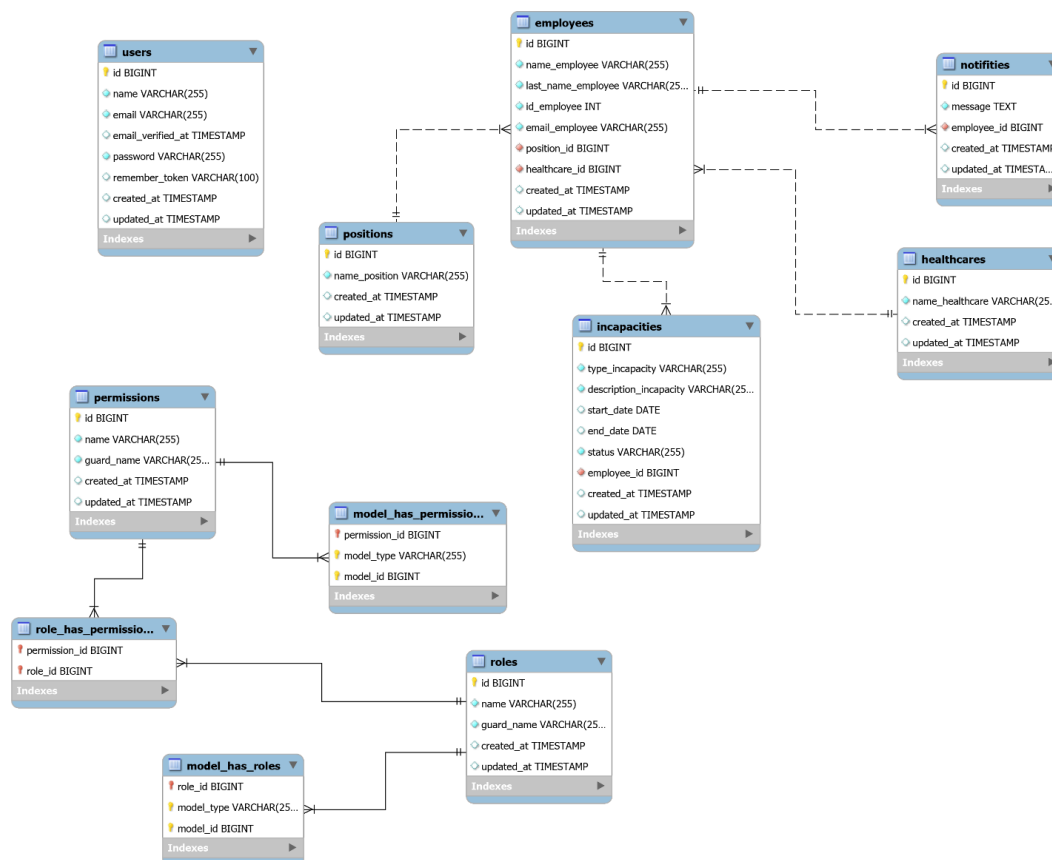 users
id BIGINT
name VARCHAR(255)
email VARCHAR(255)
email_verified_at TIMESTAMP
password VARCHAR(255)
remember_token VARCHAR(100)
created_at TIMESTAMP
updated_at TIMESTAMP
Indexes
employees
id BIGINT
name_employee VARCHAR(255)
last_name_employee VARCHAR(25...
id_employee INT
email_employee VARCHAR(255)
position_id BIGINT
healthcare_id BIGINT
created_at TIMESTAMP
updated_at TIMESTAMP
Indexes
notifities
id BIGINT
message TEXT
employee_id BIGINT
created_at TIMESTAMP
updated_at TIMESTA...
Indexes
positions
id BIGINT
name_position VARCHAR(255)
created_at TIMESTAMP
updated_at TIMESTAMP
Indexes
healthcares
id BIGINT
name_healthcare VARCHAR(25...
created_at TIMESTAMP
updated_at TIMESTAMP
Indexes
incapacities
id BIGINT
type_incapacity VARCHAR(255)
description_incapacity VARCHAR(25...
start_date DATE
end_date DATE
status VARCHAR(255)
employee_id BIGINT
created_at TIMESTAMP
updated_at TIMESTAMP
Indexes
permissions
id BIGINT
name VARCHAR(255)
guard_name VARCHAR(25...
created_at TIMESTAMP
updated_at TIMESTAMP
Indexes
model_has_permissio...
permission_id BIGINT
model_type VARCHAR(255)
model_id BIGINT
Indexes
role_has_permissio...
permission_id BIGINT
role_id BIGINT
Indexes
roles
id BIGINT
name VARCHAR(255)
guard_name VARCHAR(25...
created_at TIMESTAMP
updated_at TIMESTAMP
Indexes
model_has_roles
role_id BIGINT
model_type VARCHAR(25...
model_id BIGINT
Indexes